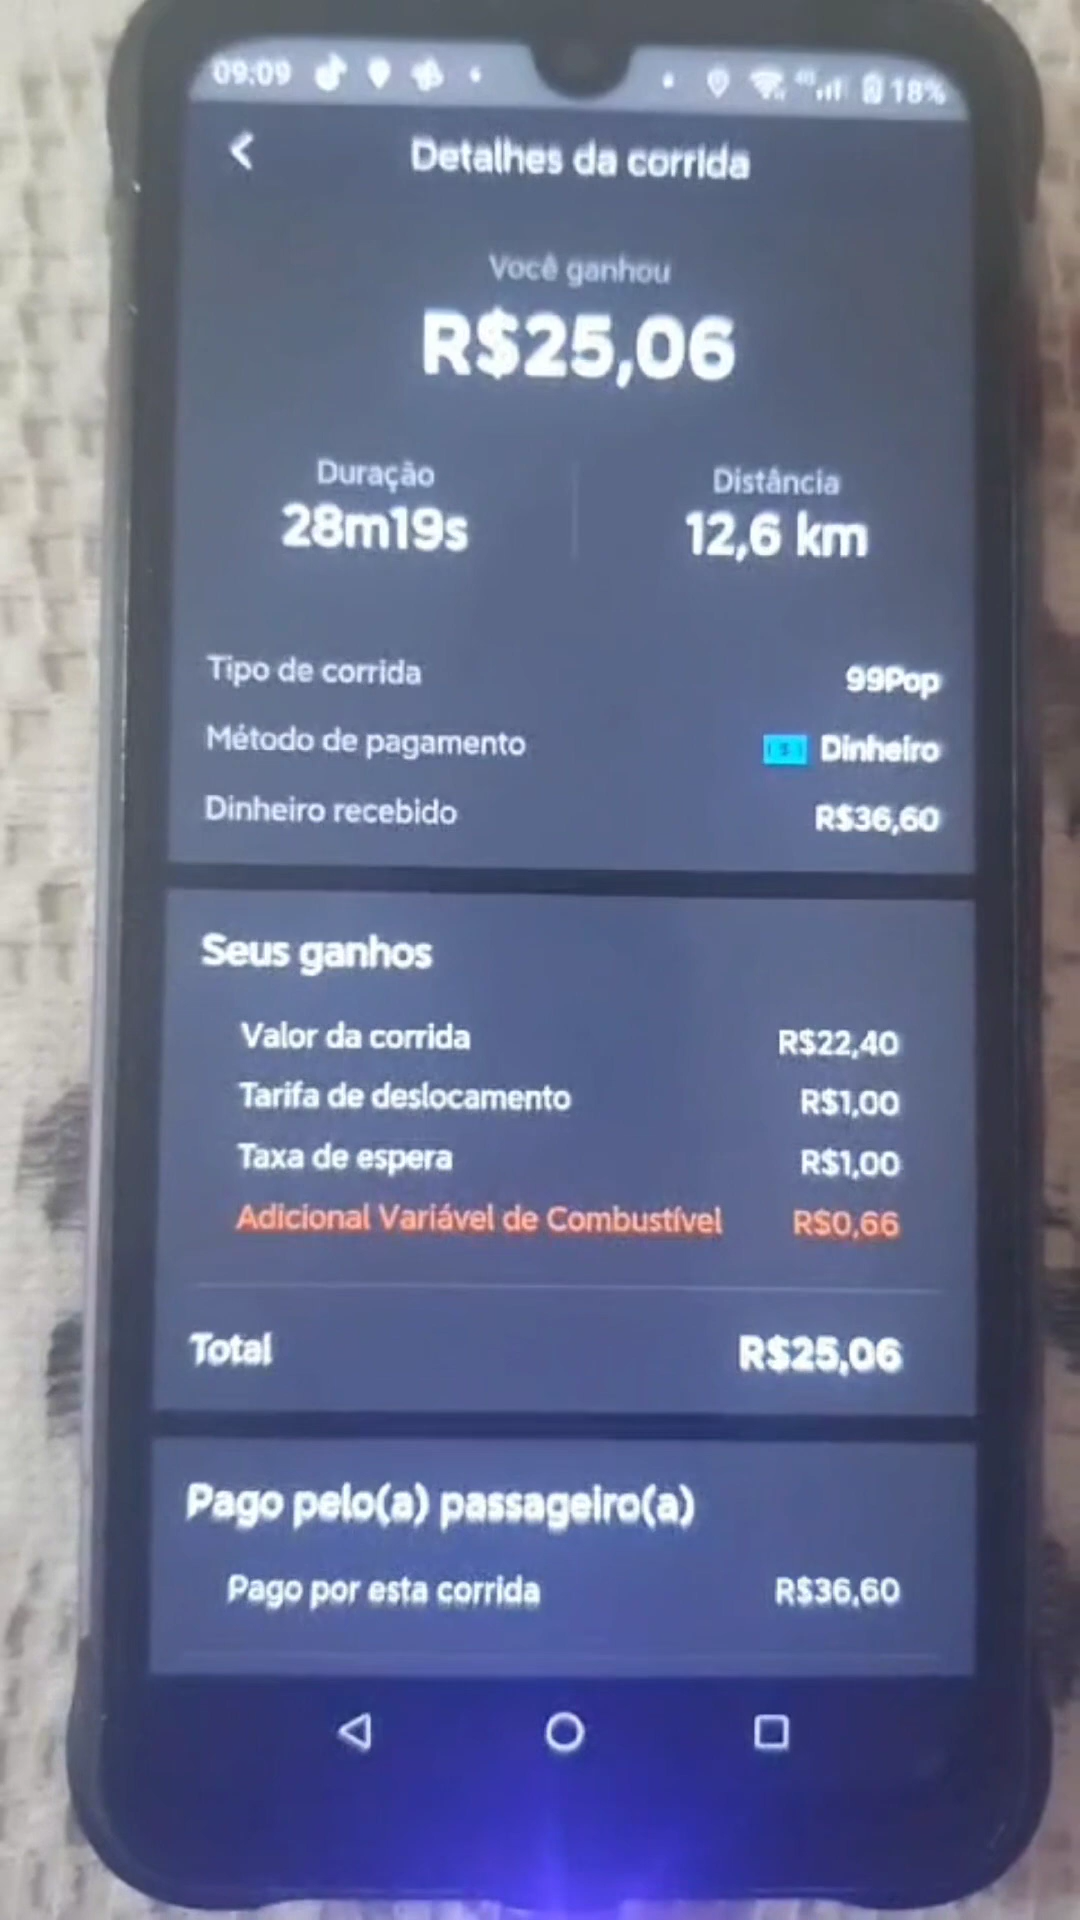 09:09
4G
18%
Detalhes da corrida
Você ganhou
R$25,06
Duração
Distância
28m19s
12,6 km
Tipo de corrida
99Pop
Método de pagamento
Dinheiro
Dinheiro recebido
R$36,60
Seus ganhos
Valor da corrida
R$22,40
Tarifa de deslocamento
R$1,00
Taxa de espera
R$1,00
Adicional Variável de Combustível
R$0,66
Total
R$25,06
Pago pelo(a) passageiro(a)
Pago por esta corrida
R$36,60